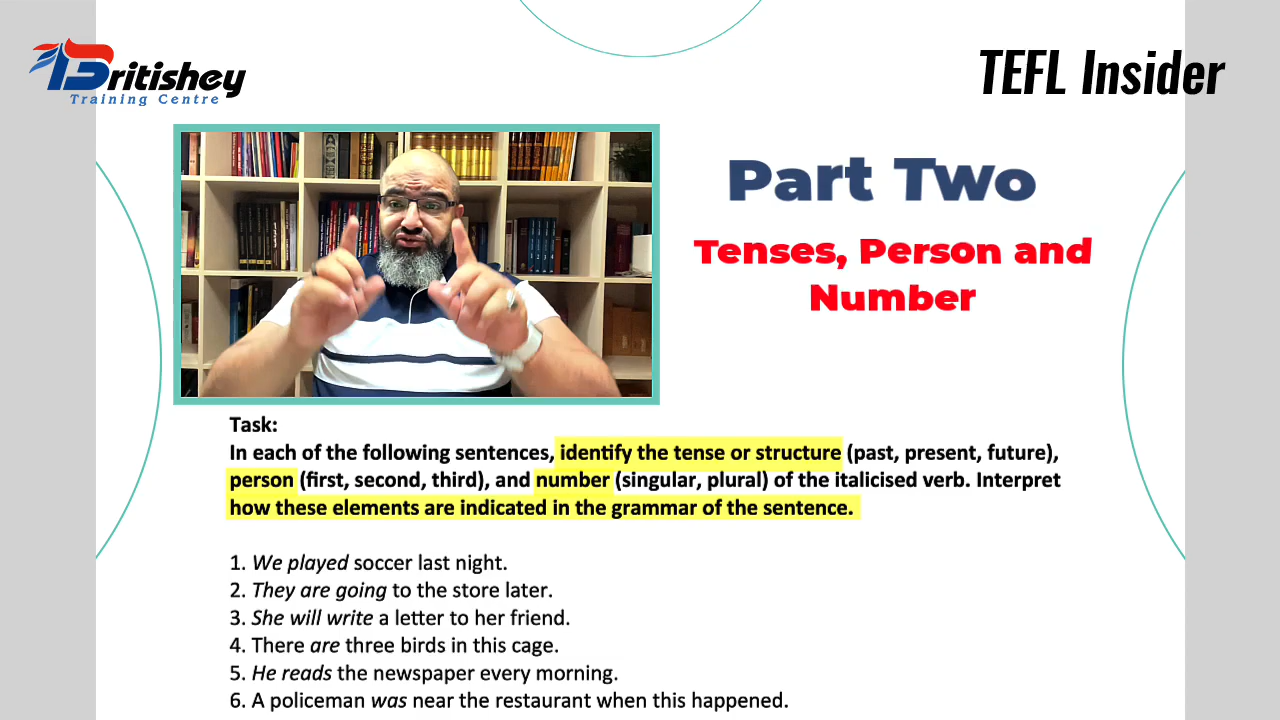 Britishey
Training Centre
TEFL Insider
Part Two
Tenses, Person and
Number
Task:
In each of the following sentences, identify the tense or structure (past, present, future),
person (first, second, third), and number (singular, plural) of the italicised verb. Interpret
how these elements are indicated in the grammar of the sentence.
1. We played soccer last night.
2. They are going to the store later.
3. She will write a letter to her friend.
4. There are three birds in this cage.
5. He reads the newspaper every morning.
6. A policeman was near the restaurant when this happened.